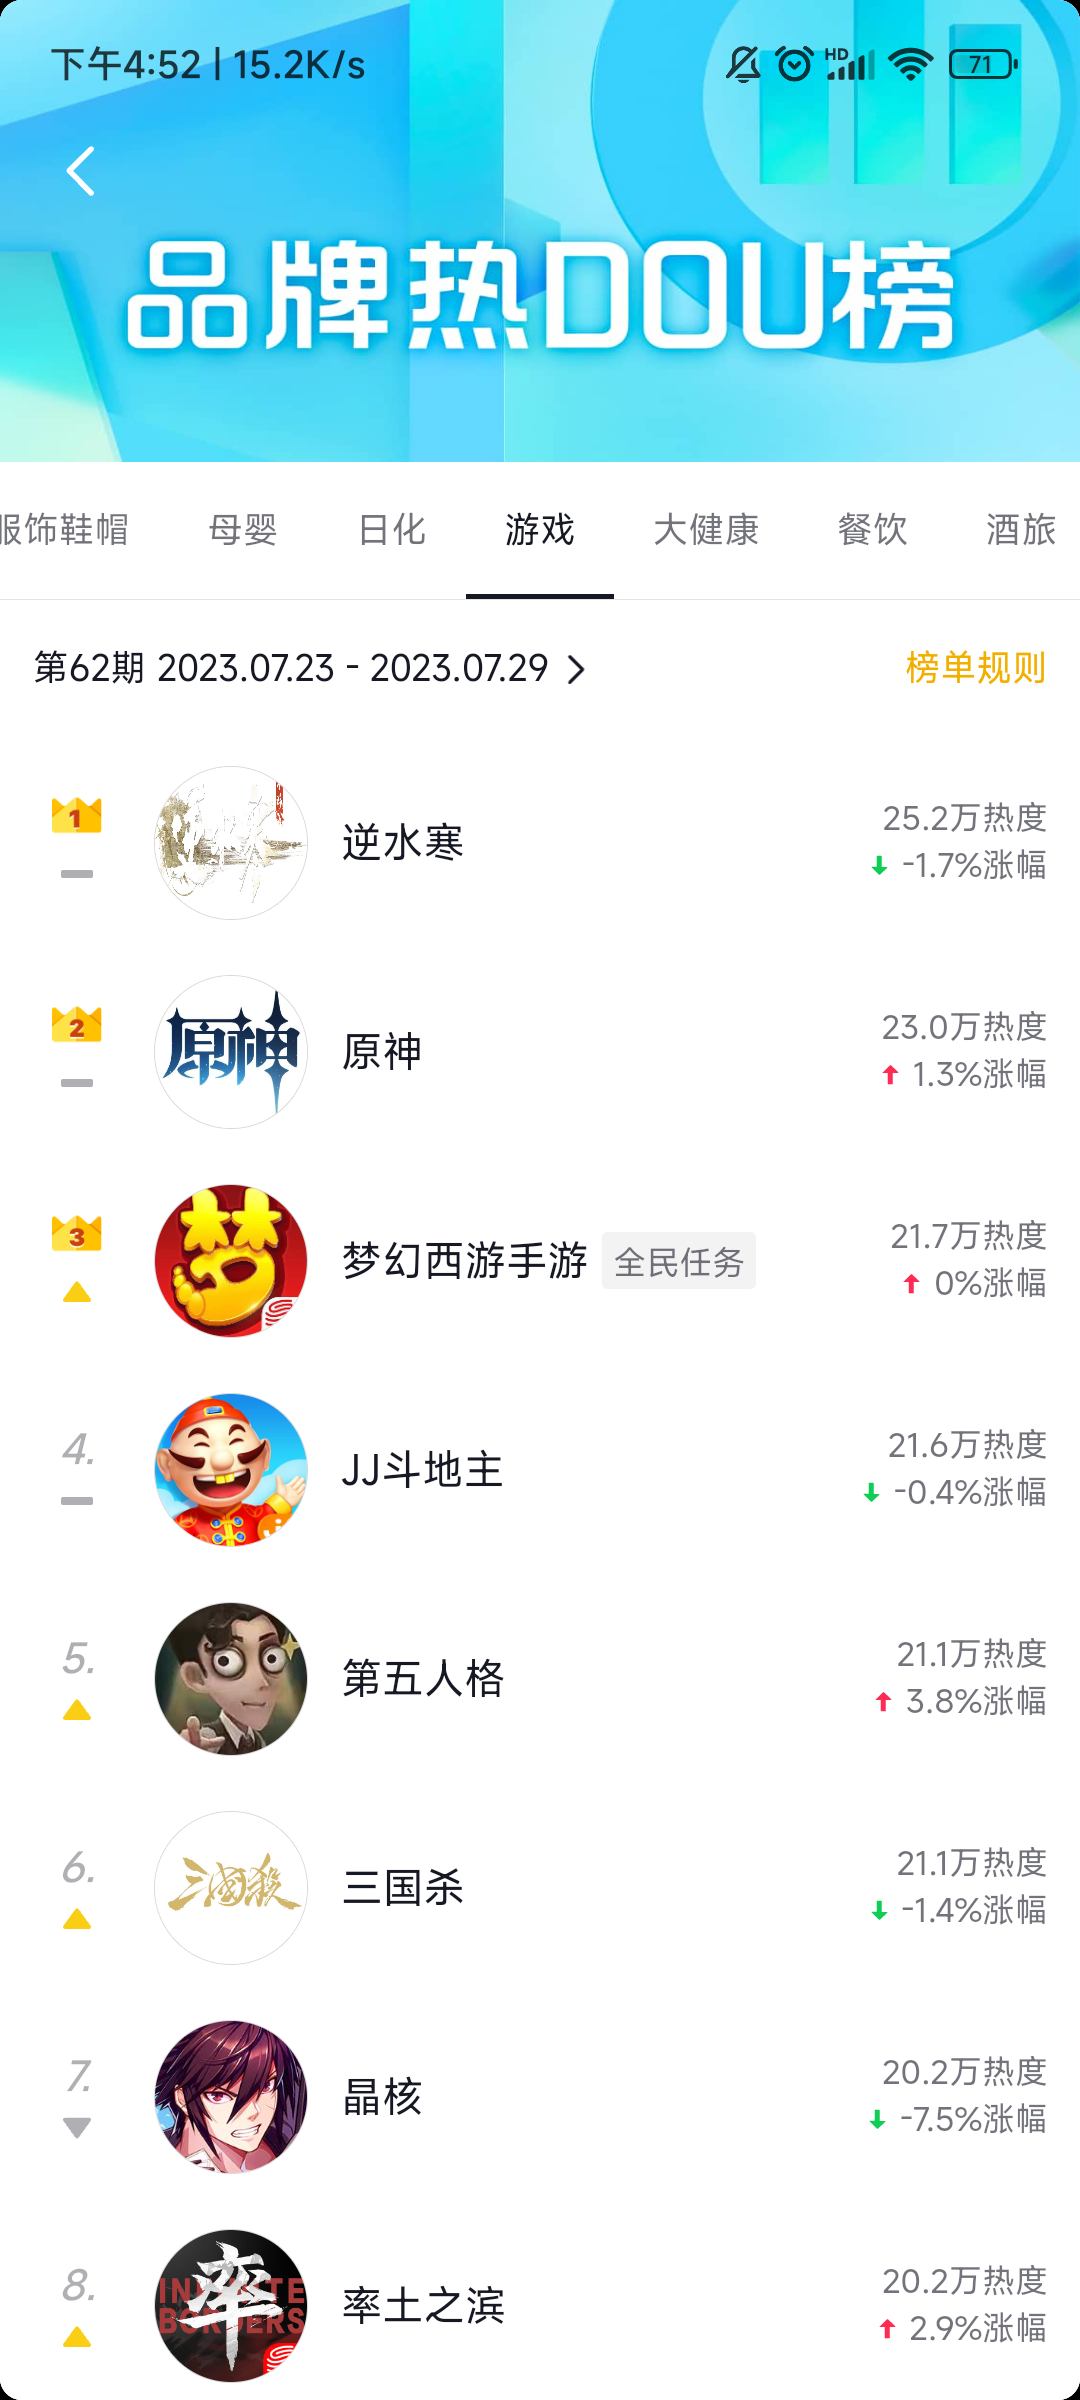 下午4:52 | 15.2K/s HD 71
品牌热DOU榜
服饰鞋帽 母婴 日化 游戏 大健康 餐饮 酒旅
第62期 2023.07.23 - 2023.07.29 榜单规则
1 逆水寒 25.2万热度
-1.7%涨幅
2 原神 原神 23.0万热度
1.3%涨幅
3 梦 梦幻西游手游 全民任务 21.7万热度
0%涨幅
4. JJ斗地主 21.6万热度
-0.4%涨幅
5. 第五人格 21.1万热度
3.8%涨幅
6. 三國殺 三国杀 21.1万热度
-1.4%涨幅
7. 晶核 20.2万热度
-7.5%涨幅
8. 率 INFINITE BORDERS 率土之滨 20.2万热度
2.9%涨幅